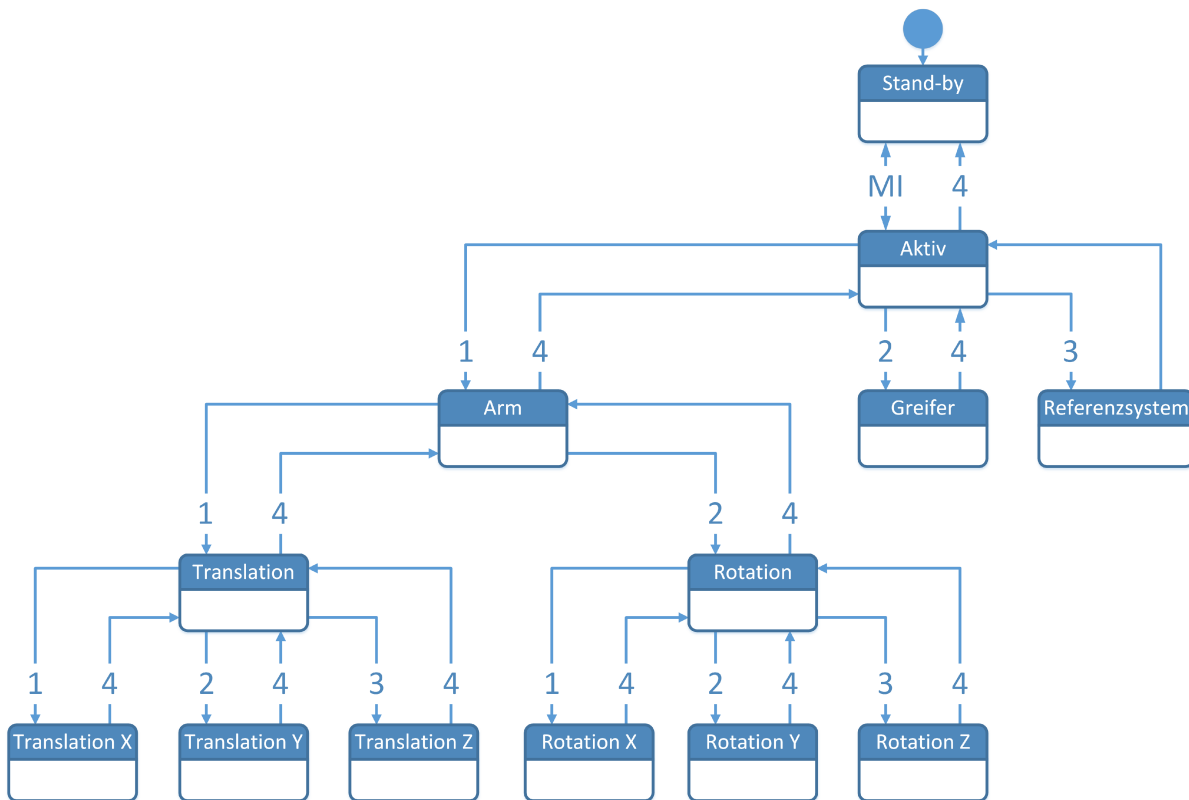 Stand-by
MI 4
Aktiv
1 4 2 4 3
Arm Greifer Referenzsystem
1 4 2 4
Translation Rotation
1 4 2 4 3 4 1 4 2 4 3 4
Translation X Translation Y Translation Z Rotation X Rotation Y Rotation Z